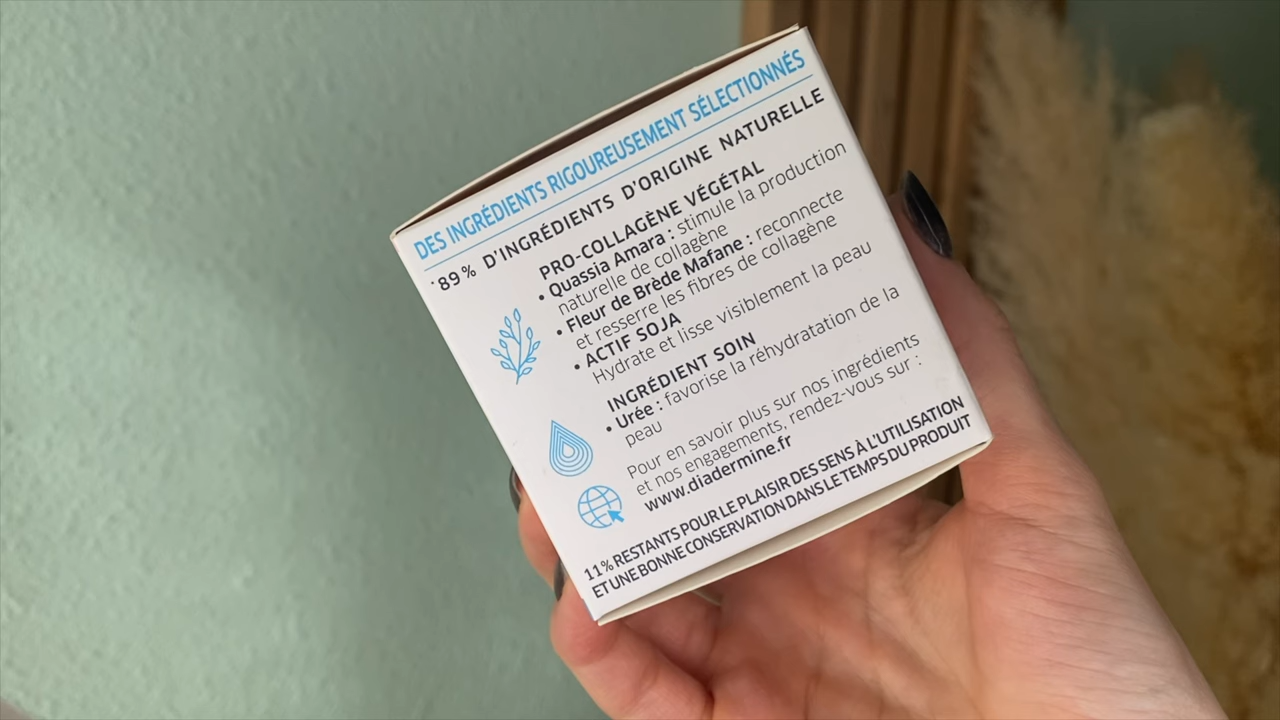 DES INGRÉDIENTS RIGOUREUSEMENT SÉLECTIONNÉS
• 89% D'INGRÉDIENTS D'ORIGINE NATURELLE
PRO-COLLAGÈNE VÉGÉTAL
• Quassia Amara : stimule la production
naturelle de collagène
• Fleur de Brède Mafane : reconnecte
et resserre les fibres de collagène
• ACTIF SOJA
Hydrate et lisse visiblement la peau
INGRÉDIENT SOIN
• Urée : favorise la réhydratation de la
peau
Pour en savoir plus sur nos ingrédients
et nos engagements, rendez-vous sur :
www.diadermine.fr
11% RESTANTS POUR LE PLAISIR DES SENS À L'UTILISATION
ET UNE BONNE CONSERVATION DANS LE TEMPS DU PRODUIT